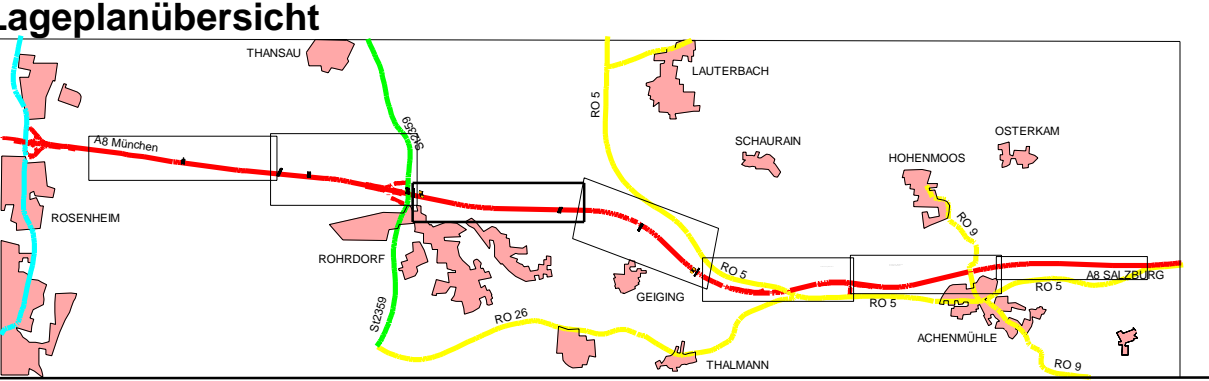 Lageplanübersicht
THANSAU
LAUTERBACH
RO 5
St2359
A8 München
SCHAURAIN
OSTERKAM
HOHENMOOS
ROSENHEIM
RO 9
ROHRDORF
RO 5
A8 SALZBURG
GEIGING
RO 5
RO 5
St2359
RO 26
ACHENMÜHLE
THALMANN
RO 9